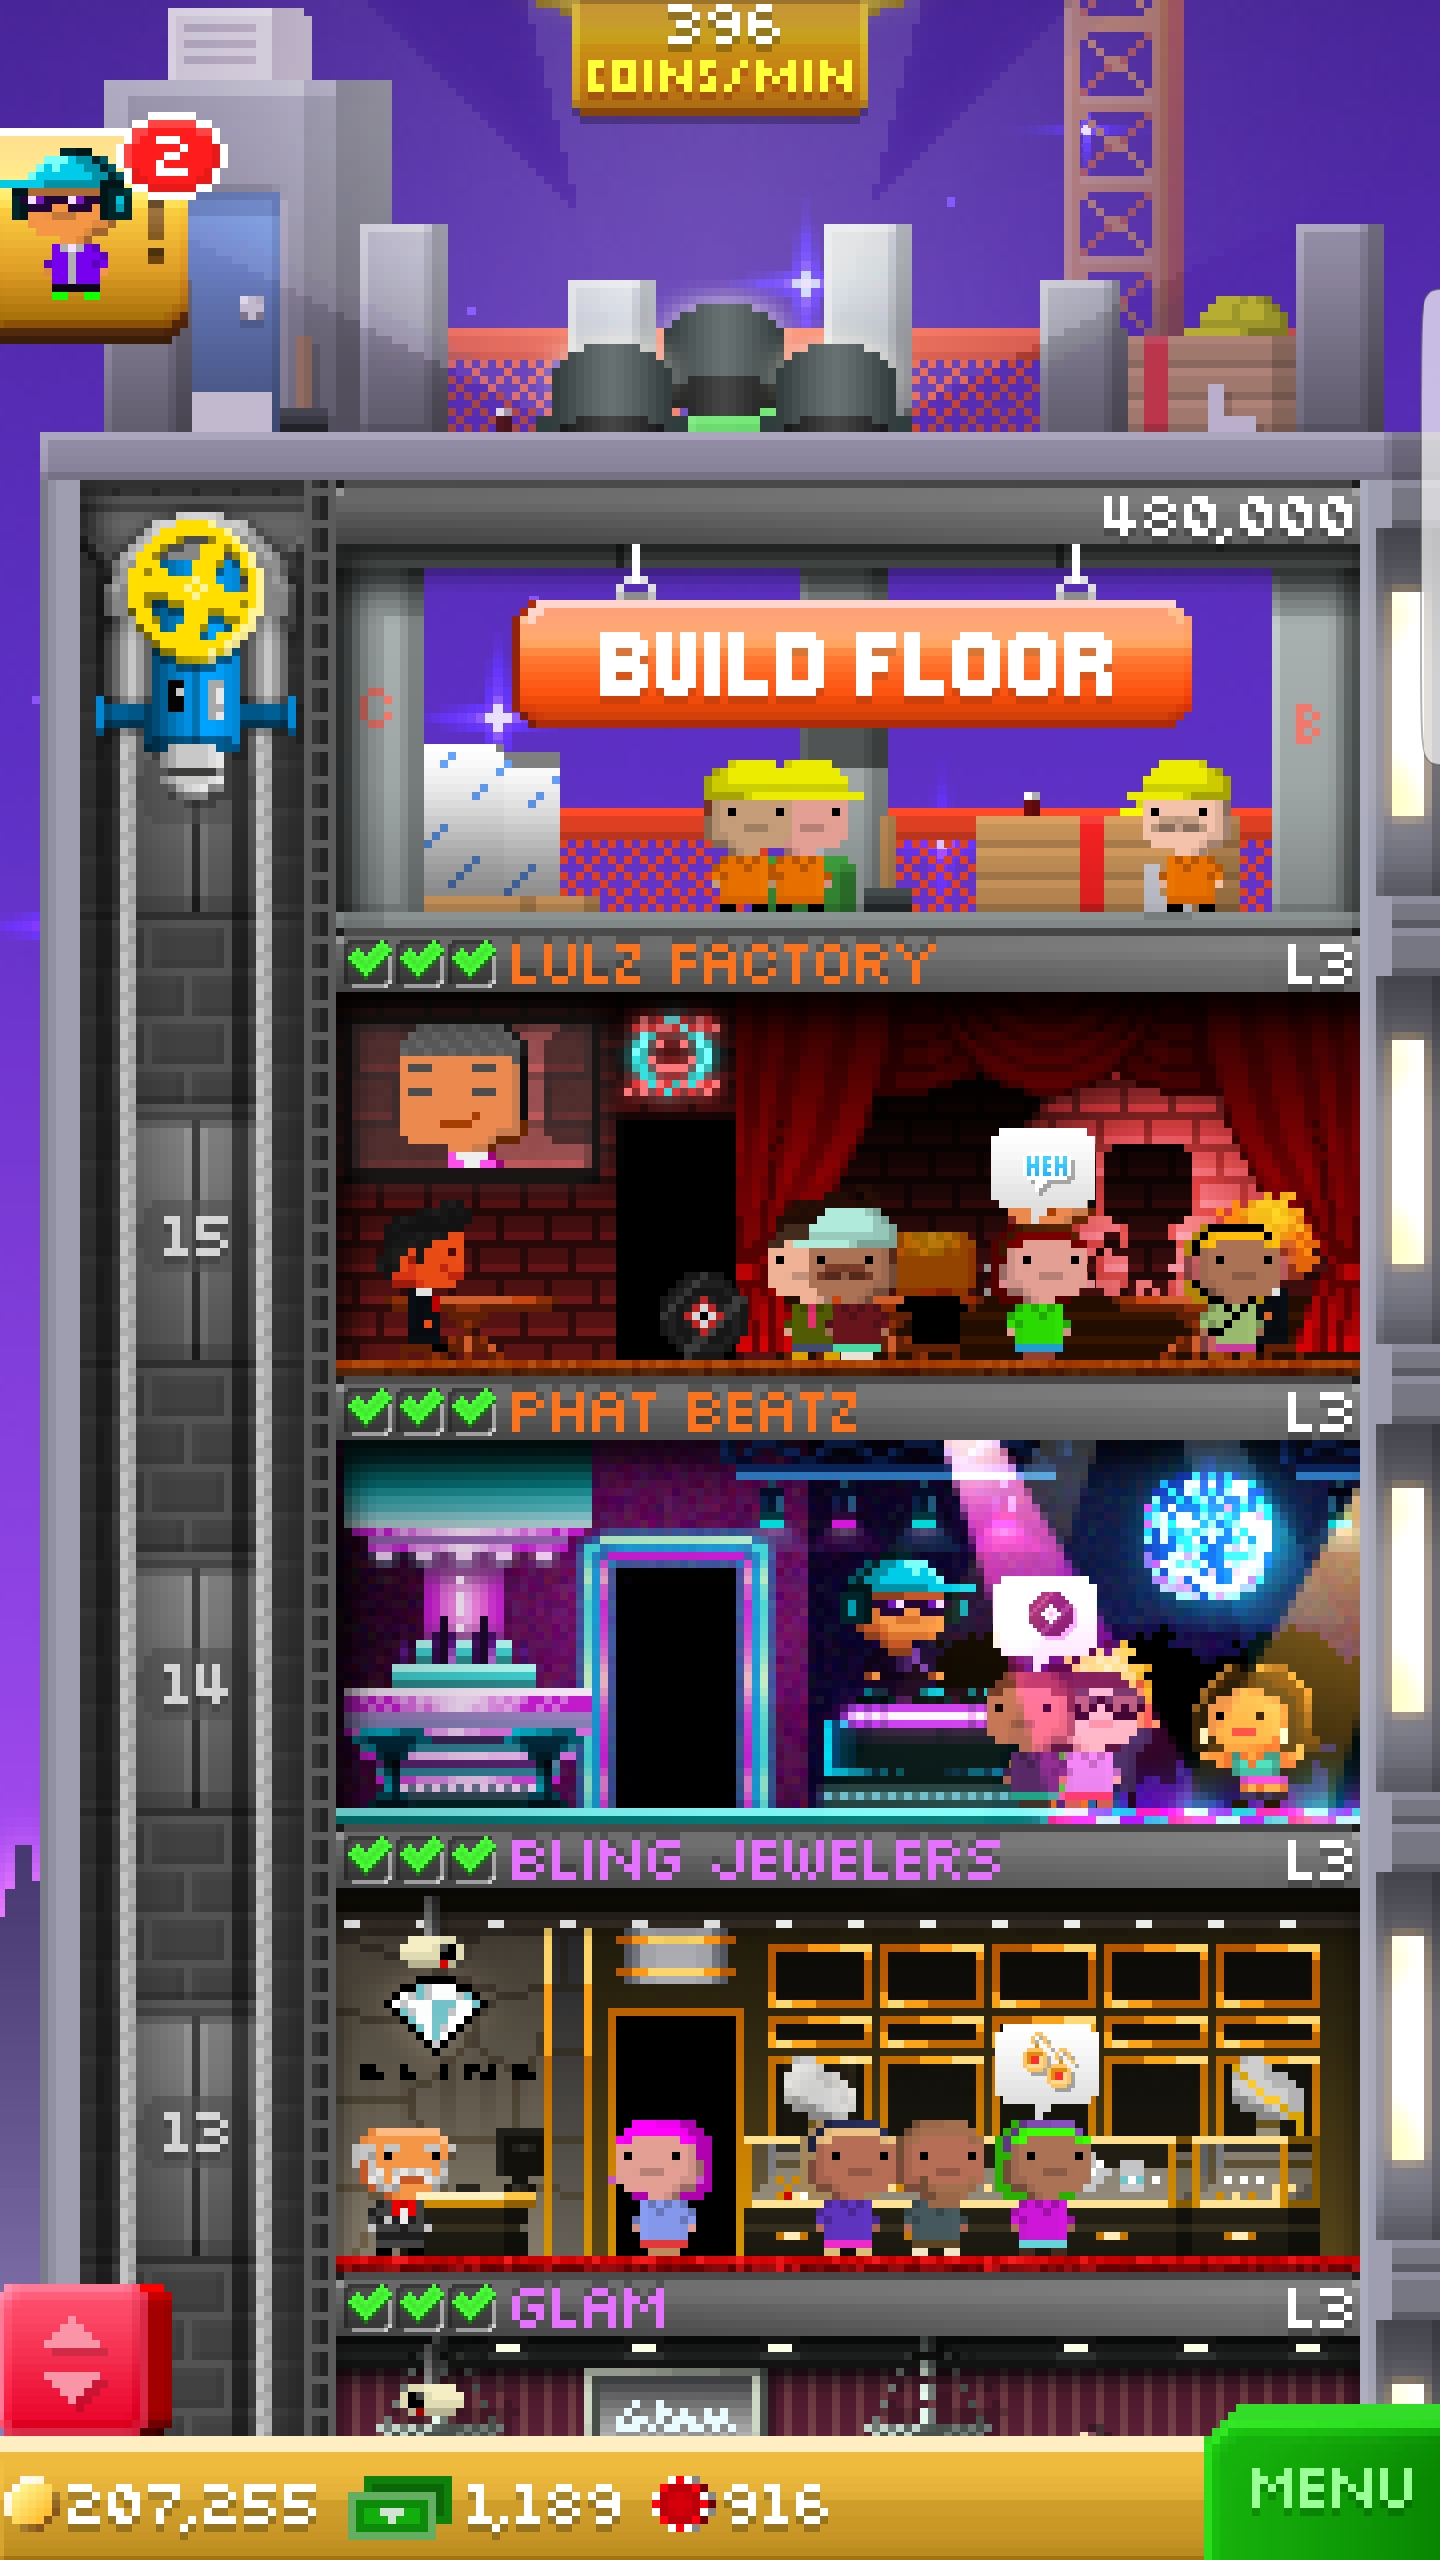 396
COINS/MIN
2
480,000
BUILD FLOOR
C
B
LULZ FACTORY L3
HEH
15
PHAT BEATZ L3
14
BLING JEWELERS L3
BLING
13
GLAM L3
Glam
207,255 1,189 916
MENU